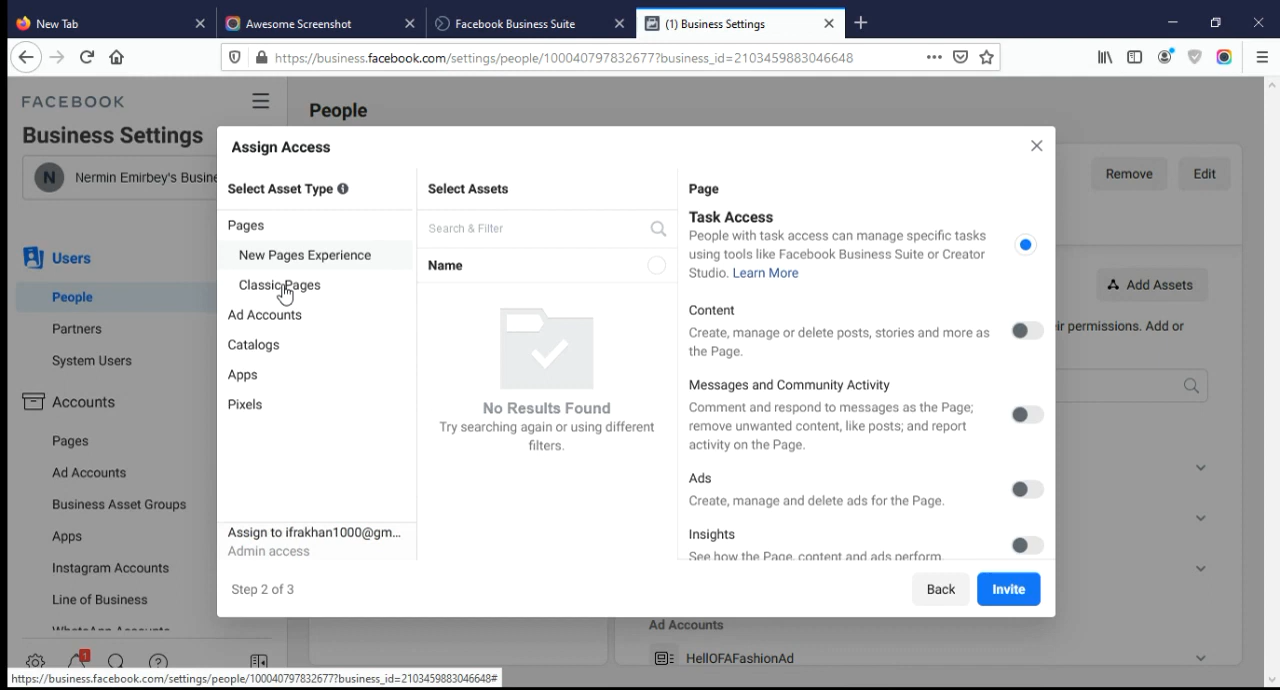 New Tab
Awesome Screenshot
Facebook Business Suite
(1) Business Settings
https://business.facebook.com/settings/people/100040797832677?business_id=2103459883046648
FACEBOOK
Business Settings
N
Nermin Emirbey's Busine
Users
People
Partners
System Users
Accounts
Pages
Ad Accounts
Business Asset Groups
Apps
Instagram Accounts
Line of Business
WhatsApp Accounts
1
People
Remove
Edit
Add Assets
eir permissions. Add or
Ad Accounts
HellOFAFashionAd
Assign Access
Select Asset Type
Pages
New Pages Experience
Classic Pages
Ad Accounts
Catalogs
Apps
Pixels
Assign to ifrakhan1000@gm...
Admin access
Select Assets
Search & Filter
Name
No Results Found
Try searching again or using different
filters.
Page
Task Access
People with task access can manage specific tasks
using tools like Facebook Business Suite or Creator
Studio. Learn More
Content
Create, manage or delete posts, stories and more as
the Page.
Messages and Community Activity
Comment and respond to messages as the Page;
remove unwanted content, like posts; and report
activity on the Page.
Ads
Create, manage and delete ads for the Page.
Insights
See how the Page, content and ads perform
Step 2 of 3
Back
Invite
https://business.facebook.com/settings/people/100040797832677?business_id=2103459883046648#